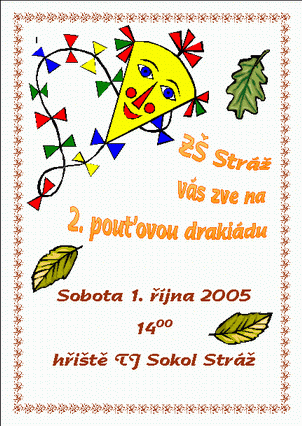 ZŠ Stráž
vás zve na
2. pouťovou drakiádu
Sobota 1. října 2005
14⁰⁰
hřiště TJ Sokol Stráž